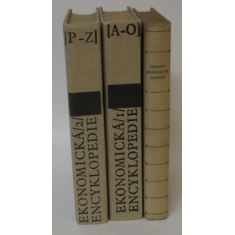 [P-Z]
EKONOMICKÁ/2/
ENCYKLOPEDIE
[A-O]
EKONOMICKÁ/1/
ENCYKLOPEDIE